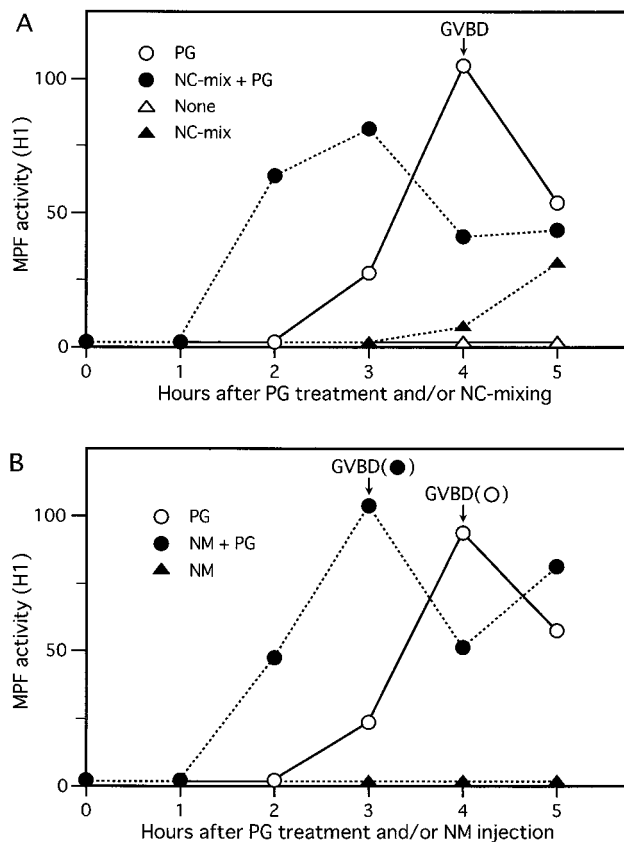 A
GVBD
PG
NC-mix + PG
None
NC-mix
MPF activity (H1)
100
50
0
0 1 2 3 4 5
Hours after PG treatment and/or NC-mixing
B
GVBD(●)
GVBD(○)
PG
NM + PG
NM
MPF activity (H1)
100
50
0
0 1 2 3 4 5
Hours after PG treatment and/or NM injection